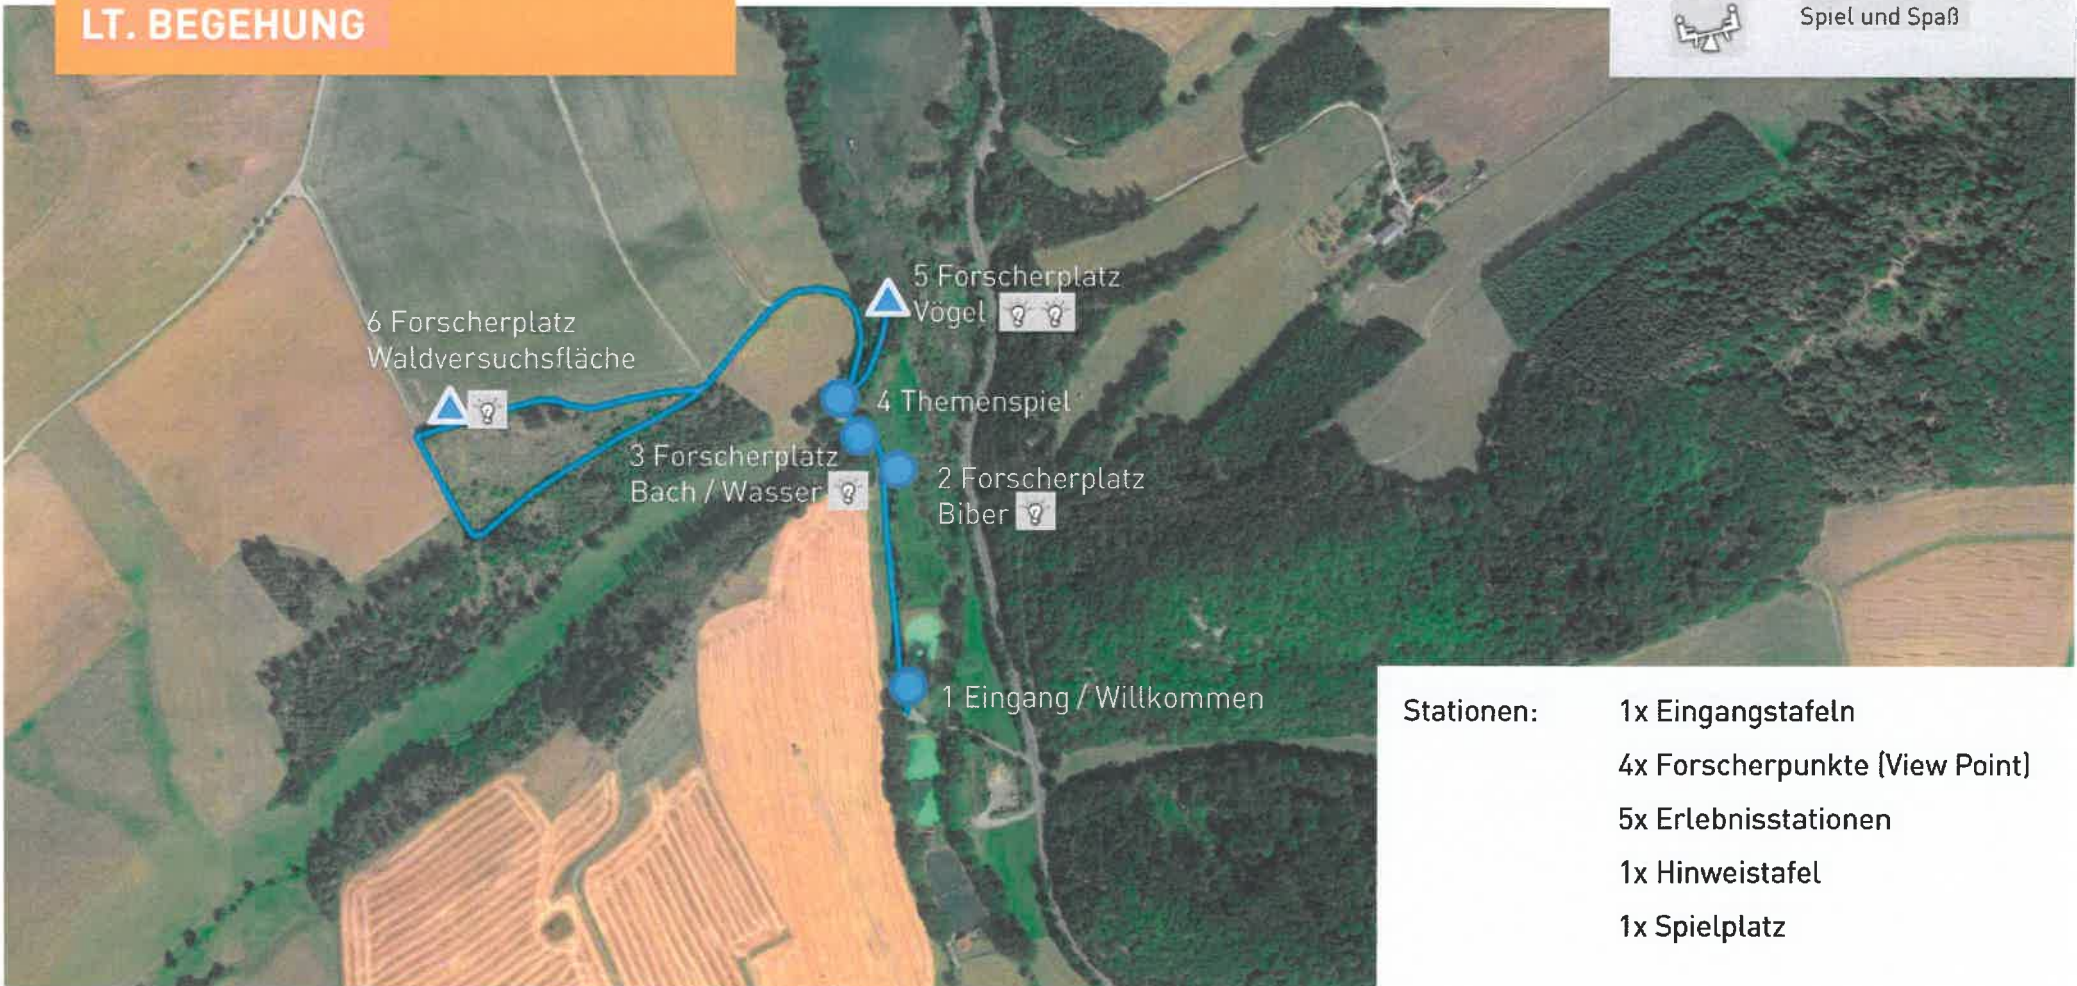 LT. BEGEHUNG
Spiel und Spaß
5 Forscherplatz
Vögel
6 Forscherplatz
Waldversuchsfläche
4 Themenspiel
3 Forscherplatz
Bach / Wasser
2 Forscherplatz
Biber
1 Eingang / Willkommen
Stationen: 1x Eingangstafeln
4x Forscherpunkte (View Point)
5x Erlebnisstationen
1x Hinweistafel
1x Spielplatz